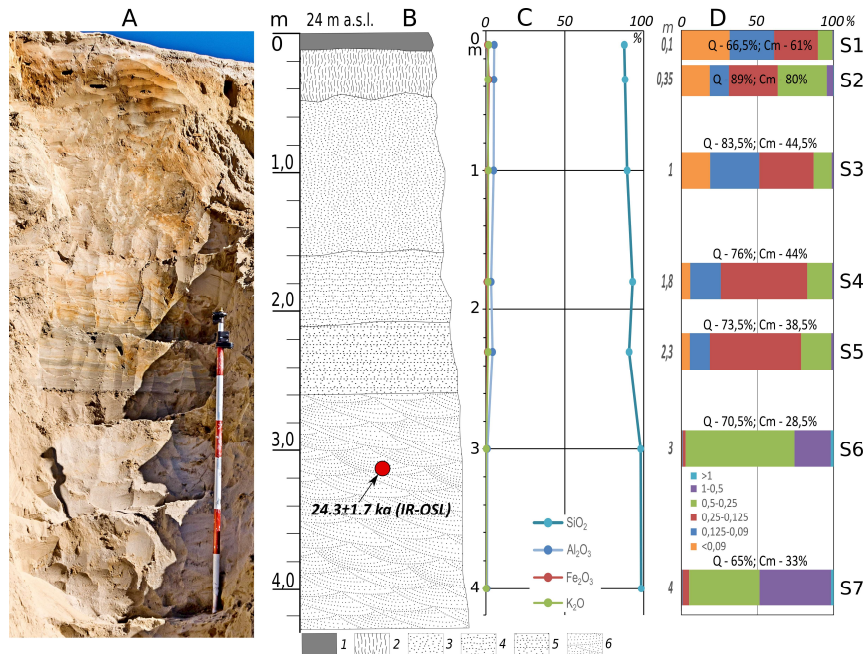 A
m
24 m a.s.l.
B
0
1,0
2,0
3,0
4,0
24.3±1.7 ka (IR-OSL)
1
2
3
4
5
6
C
0
50
100
%
0
m
1
2
3
4
SiO₂
Al₂O₃
Fe₂O₃
K₂O
D
0
50
100%
m
0,1
Q - 66,5%; Cm - 61%
S1
0,35
Q 89%; Cm 80%
S2
Q - 83,5%; Cm - 44,5%
1
S3
Q - 76%; Cm - 44%
1,8
S4
Q - 73,5%; Cm - 38,5%
2,3
S5
Q - 70,5%; Cm - 28,5%
3
S6
>1
1-0,5
0,5-0,25
0,25-0,125
0,125-0,09
<0,09
Q - 65%; Cm - 33%
4
S7